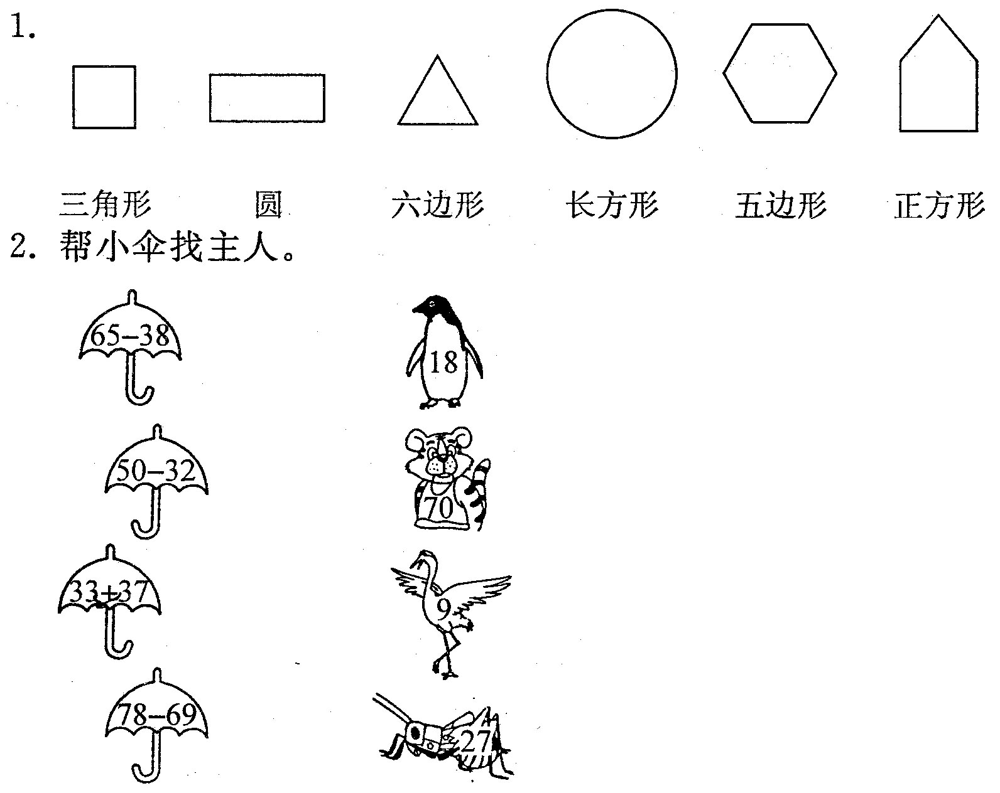 1.
三角形 圆 六边形 长方形 五边形 正方形
2. 帮小伞找主人。
65-38 18
50-32 70
33+37 9
78-69 27